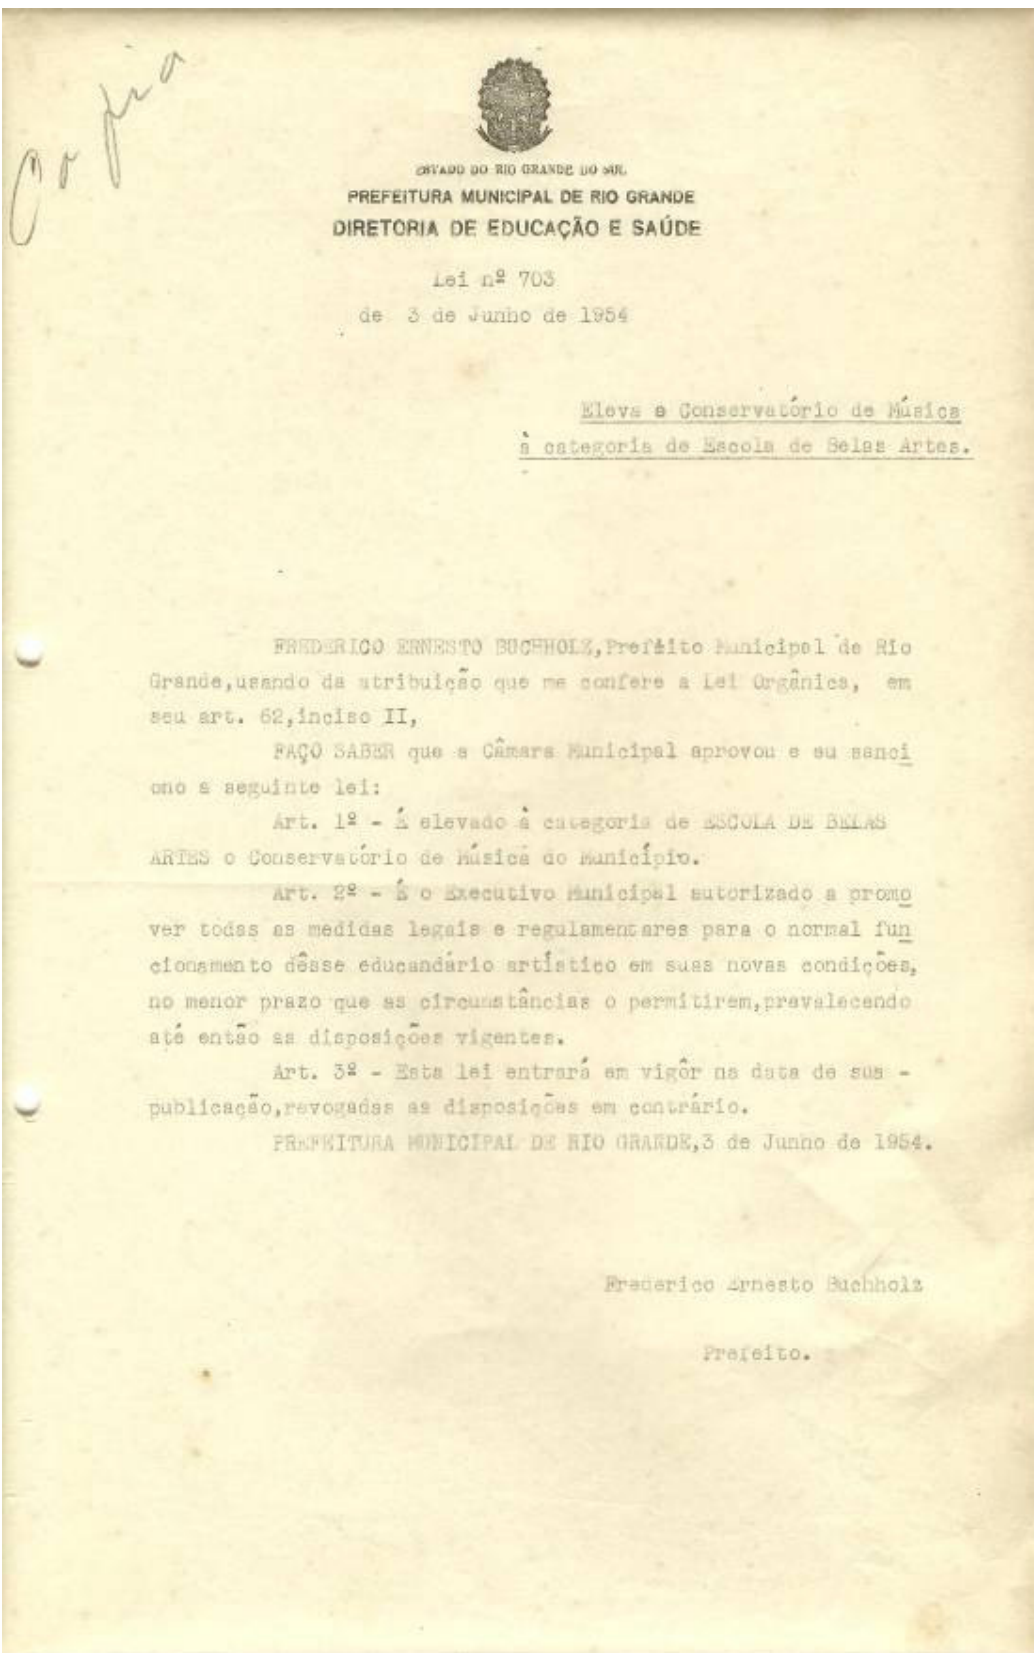 Copia
ESTADO DO RIO GRANDE DO SUL
PREFEITURA MUNICIPAL DE RIO GRANDE
DIRETORIA DE EDUCAÇÃO E SAÚDE
Lei nº 703
de 3 de Junho de 1954
Eleva o Conservatório de Música
à categoria de Escola de Belas Artes.
FREDERICO ERNESTO BUCHHOLZ,Prefeito Municipal de Rio
Grande,usando da atribuição que me confere a Lei Orgânica, em
seu art. 62,inciso II,
FAÇO SABER que a Câmara Municipal aprovou e eu sanci
ono a seguinte lei:
Art. 1º - É elevado à categoria de ESCOLA DE BELAS
ARTES o Conservatório de Música do Município.
Art. 2º - É o Executivo Municipal autorizado a promo
ver todas as medidas legais e regulamentares para o normal fun
cionamento dêsse educandário artístico em suas novas condições,
no menor prazo que as circunstâncias o permitirem,prevalecendo
até então as disposições vigentes.
Art. 3º - Esta lei entrará em vigôr na data de sua -
publicação,revogadas as disposições em contrário.
PREFEITURA MUNICIPAL DE RIO GRANDE,3 de Junho de 1954.
Frederico Ernesto Buchholz
Prefeito.